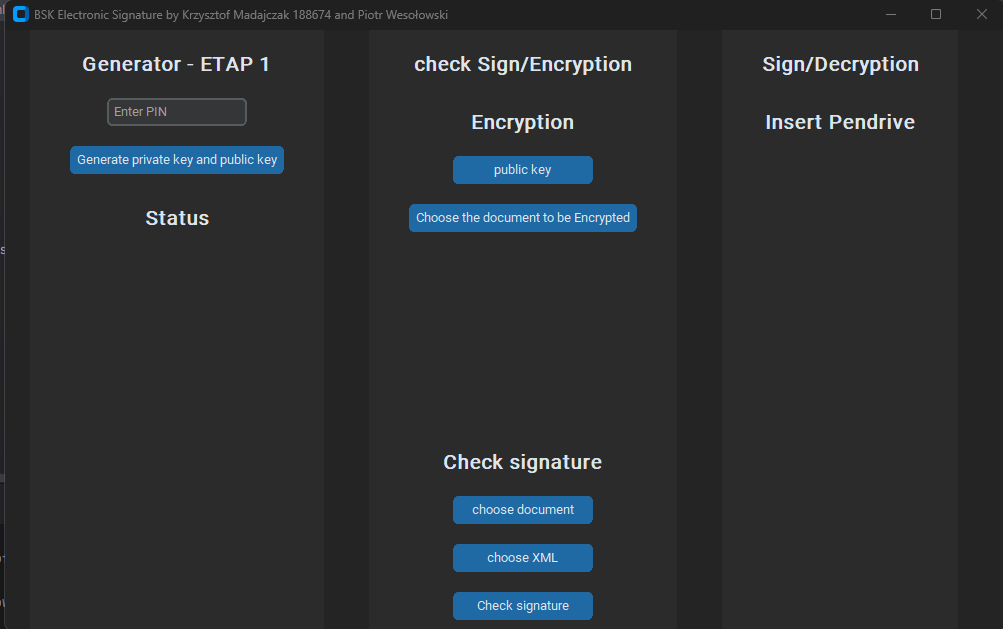 BSK Electronic Signature by Krzysztof Madajczak 188674 and Piotr Wesołowski
Generator - ETAP 1
Enter PIN
Generate private key and public key
Status
check Sign/Encryption
Encryption
public key
Choose the document to be Encrypted
Check signature
choose document
choose XML
Check signature
Sign/Decryption
Insert Pendrive